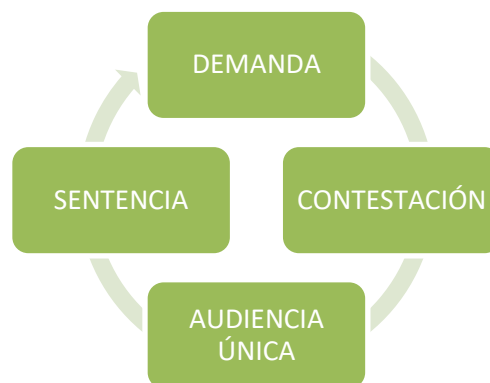 DEMANDA
CONTESTACIÓN
AUDIENCIA
ÚNICA
SENTENCIA